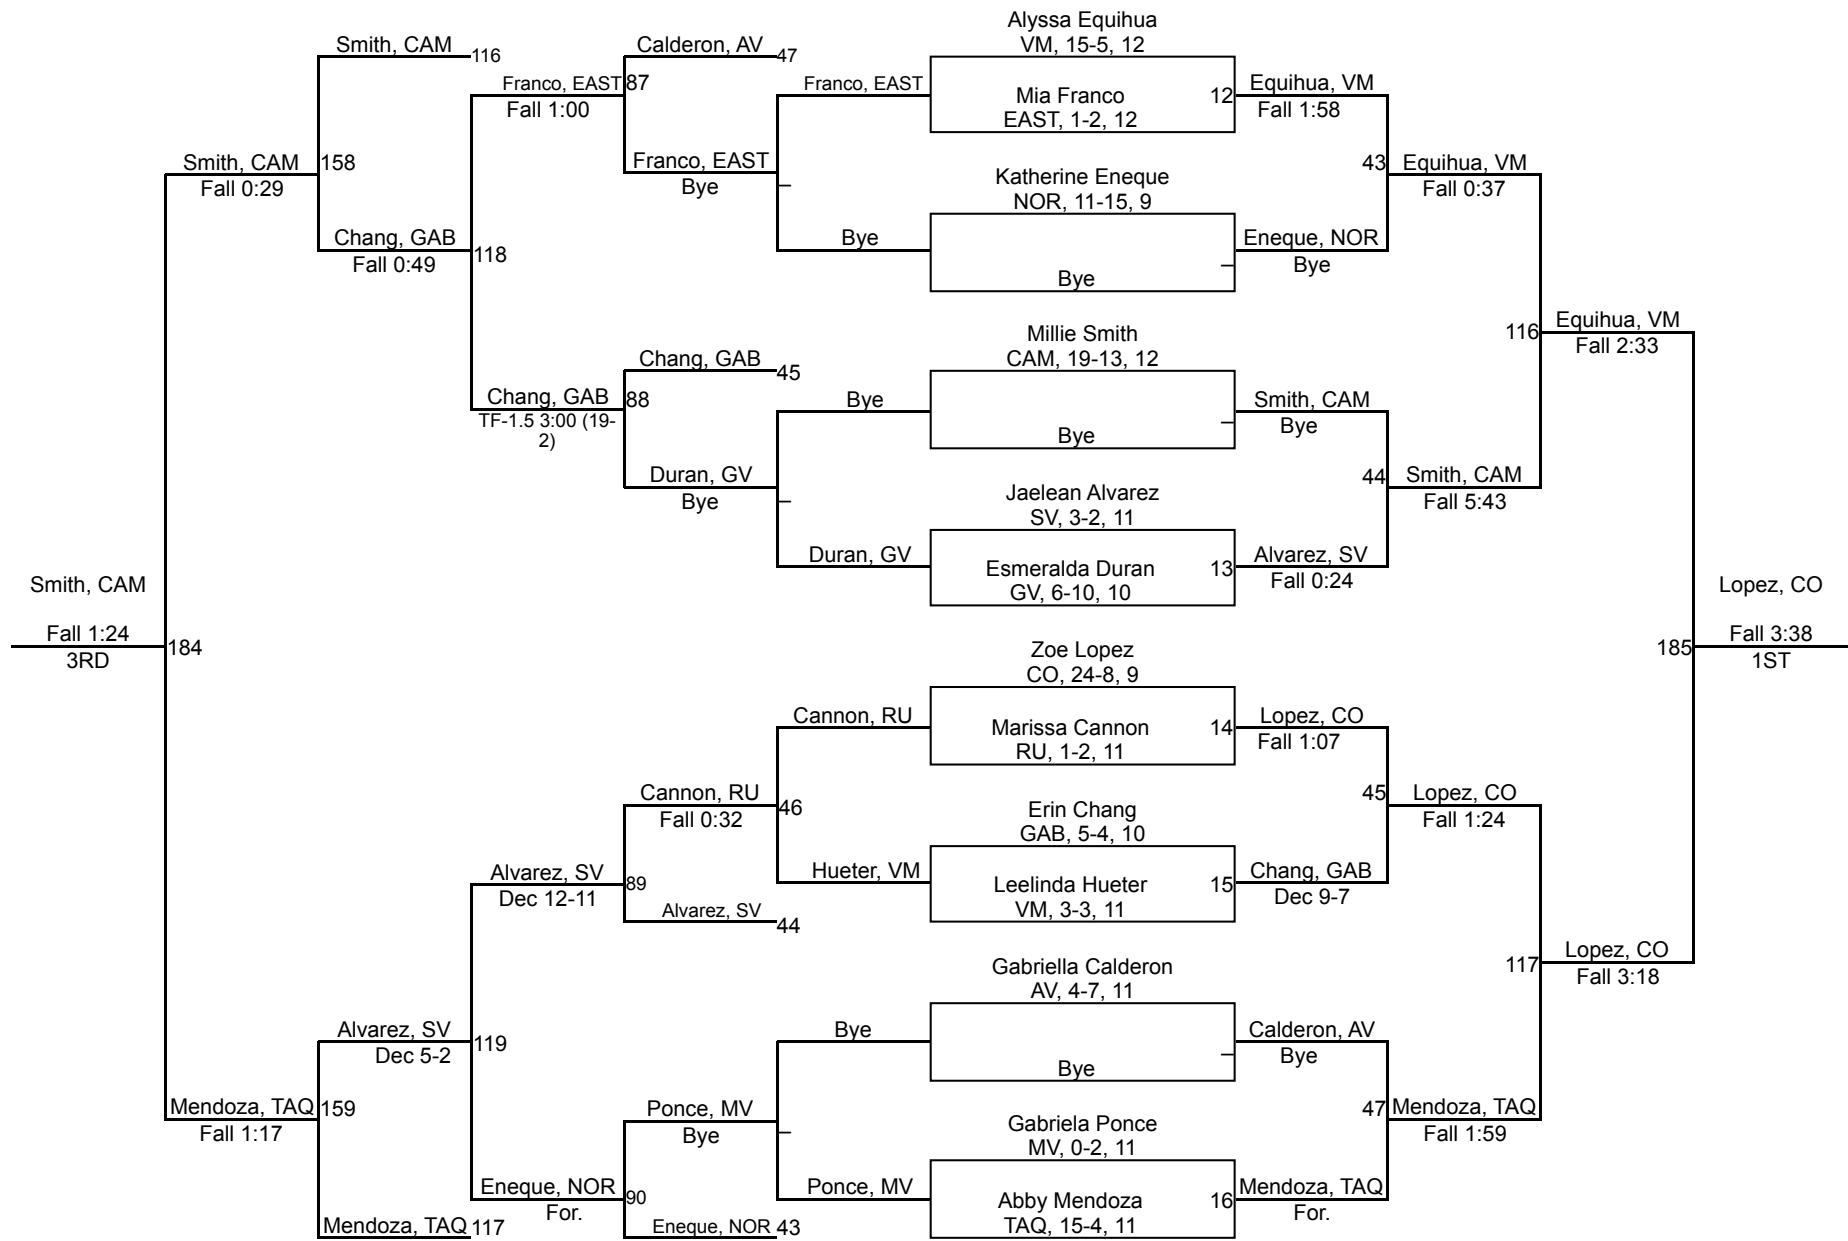 Alyssa Equihua
VM, 15-5, 12
Smith, CAM
116
Calderon, AV
47
Franco, EAST
87
Fall 1:00
Franco, EAST
Mia Franco
EAST, 1-2, 12
12
Equihua, VM
Fall 1:58
Smith, CAM
158
Fall 0:29
Franco, EAST
Bye
Katherine Eneque
NOR, 11-15, 9
43
Equihua, VM
Fall 0:37
Chang, GAB
118
Fall 0:49
Bye
Bye
Eneque, NOR
Bye
Millie Smith
CAM, 19-13, 12
116
Equihua, VM
Fall 2:33
Chang, GAB
45
Chang, GAB
88
TF-1.5 3:00 (19-
2)
Bye
Bye
Smith, CAM
Bye
Duran, GV
Bye
Jaelean Alvarez
SV, 3-2, 11
44
Smith, CAM
Fall 5:43
Duran, GV
Esmeralda Duran
GV, 6-10, 10
13
Alvarez, SV
Fall 0:24
Smith, CAM
Fall 1:24
3RD
184
Lopez, CO
185
Fall 3:38
1ST
Zoe Lopez
CO, 24-8, 9
Cannon, RU
Marissa Cannon
RU, 1-2, 11
14
Lopez, CO
Fall 1:07
Cannon, RU
46
Fall 0:32
Erin Chang
GAB, 5-4, 10
45
Lopez, CO
Fall 1:24
Alvarez, SV
89
Dec 12-11
Hueter, VM
Leelinda Hueter
VM, 3-3, 11
15
Chang, GAB
Dec 9-7
Alvarez, SV
44
Gabriella Calderon
AV, 4-7, 11
117
Lopez, CO
Fall 3:18
Alvarez, SV
119
Dec 5-2
Bye
Bye
Calderon, AV
Bye
Mendoza, TAQ
159
Fall 1:17
Ponce, MV
Bye
Gabriela Ponce
MV, 0-2, 11
47
Mendoza, TAQ
Fall 1:59
Eneque, NOR
90
For.
Ponce, MV
Abby Mendoza
TAQ, 15-4, 11
16
Mendoza, TAQ
For.
Mendoza, TAQ
117
Eneque, NOR
43